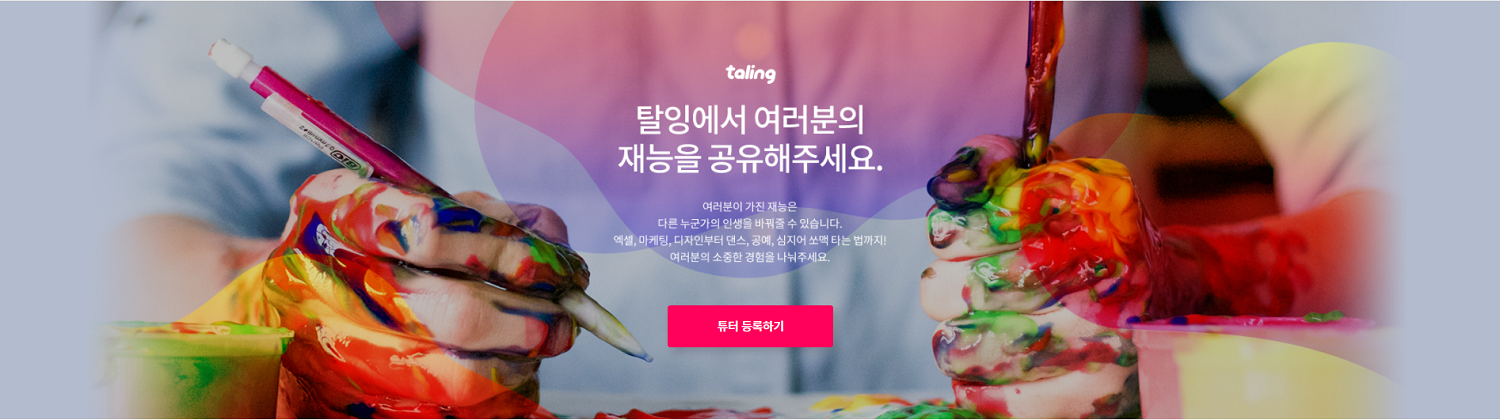 taling
탈잉에서 여러분의
재능을 공유해주세요.
여러분이 가진 재능은
다른 누군가의 인생을 바꿔줄 수 있습니다.
엑셀, 마케팅, 디자인부터 댄스, 공예, 심지어 쏘맥 타는 법까지!
여러분의 소중한 경험을 나눠주세요.
튜터 등록하기
BIC